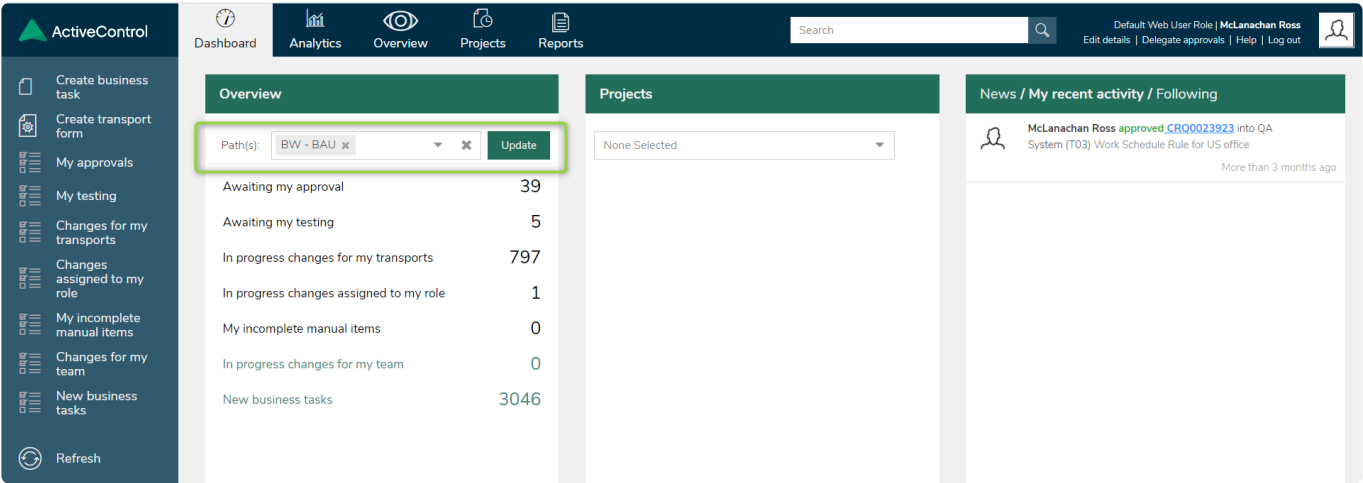 ActiveControl
Dashboard
Analytics
Overview
Projects
Reports
Search
Default Web User Role | McLanachan Ross
Edit details | Delegate approvals | Help | Log out
Create business
task
Create transport
form
My approvals
My testing
Changes for my
transports
Changes
assigned to my
role
My incomplete
manual items
Changes for my
team
New business
tasks
Refresh
Overview
Path(s): BW - BAU Update
Awaiting my approval 39
Awaiting my testing 5
In progress changes for my transports 797
In progress changes assigned to my role 1
My incomplete manual items 0
In progress changes for my team 0
New business tasks 3046
Projects
None Selected
News / My recent activity / Following
McLanachan Ross approved CRQ0023923 into QA
System (T03) Work Schedule Rule for US office
More than 3 months ago